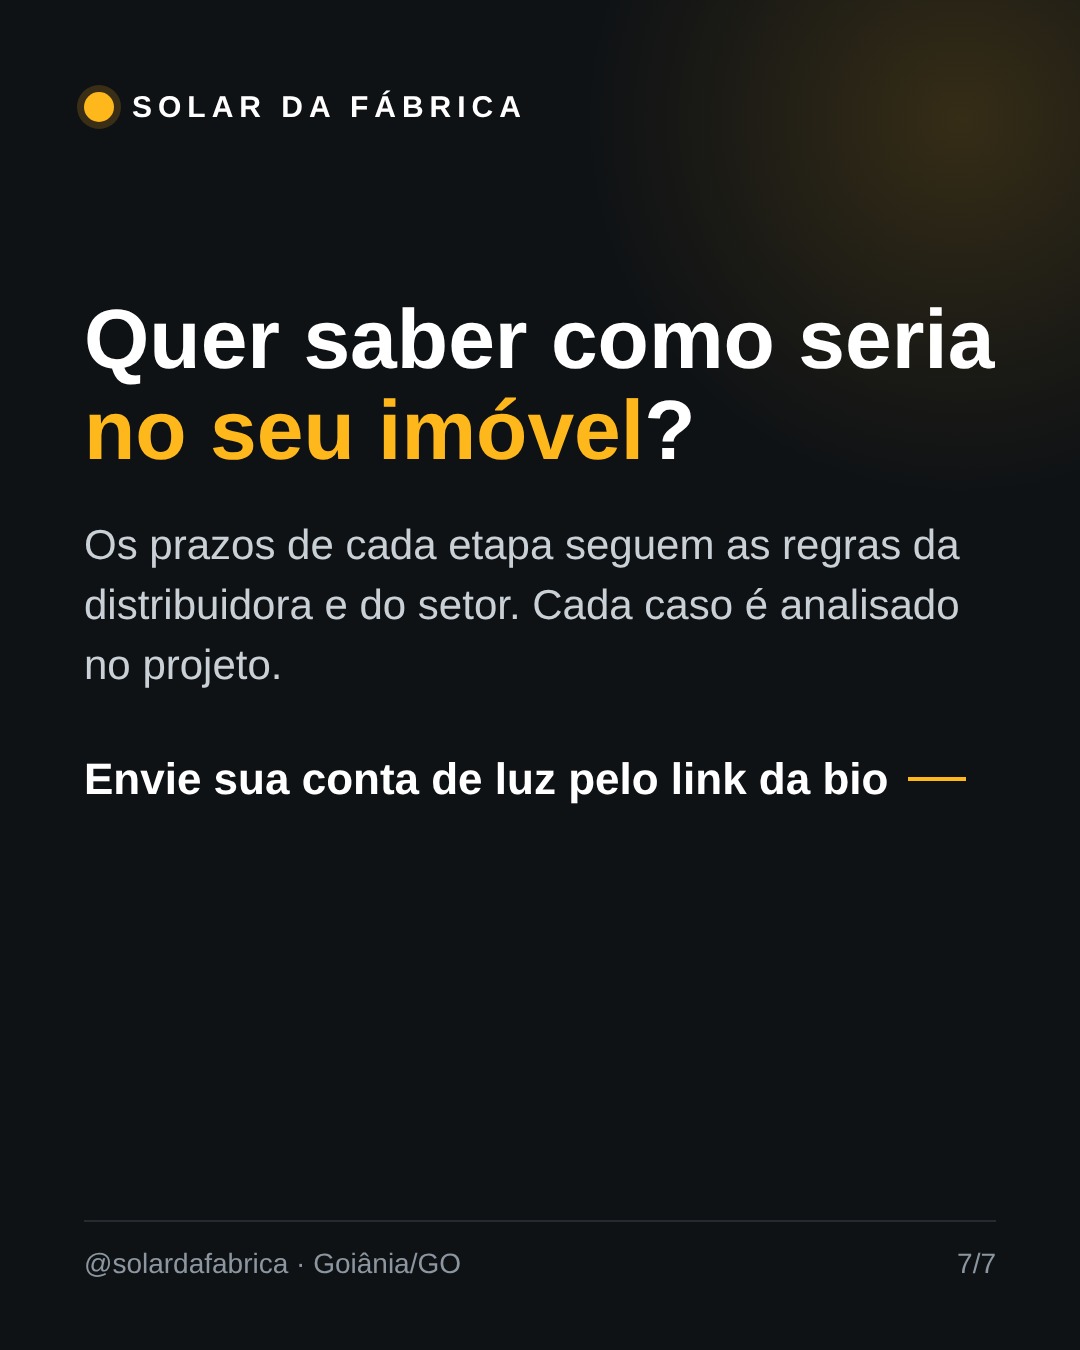 SOLAR DA FÁBRICA
Quer saber como seria
no seu imóvel?
Os prazos de cada etapa seguem as regras da
distribuidora e do setor. Cada caso é analisado
no projeto.
Envie sua conta de luz pelo link da bio —
@solardafabrica · Goiânia/GO
7/7